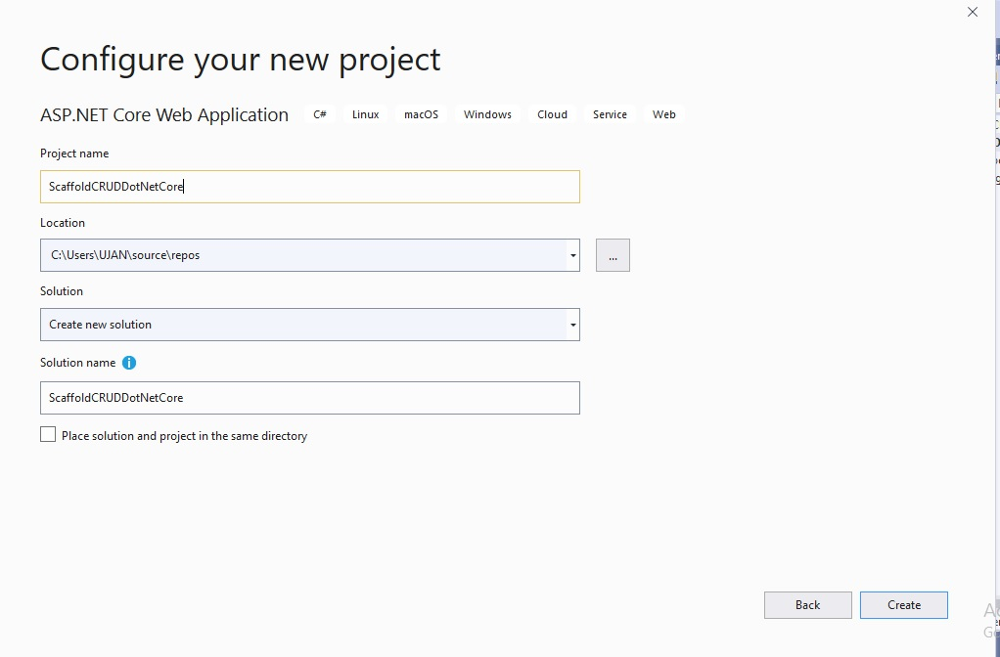 Configure your new project
ASP.NET Core Web Application C# Linux macOS Windows Cloud Service Web
Project name
ScaffoldCRUDDotNetCore
Location
C:\Users\UJAN\source\repos
...
Solution
Create new solution
Solution name
ScaffoldCRUDDotNetCore
Place solution and project in the same directory
Back Create